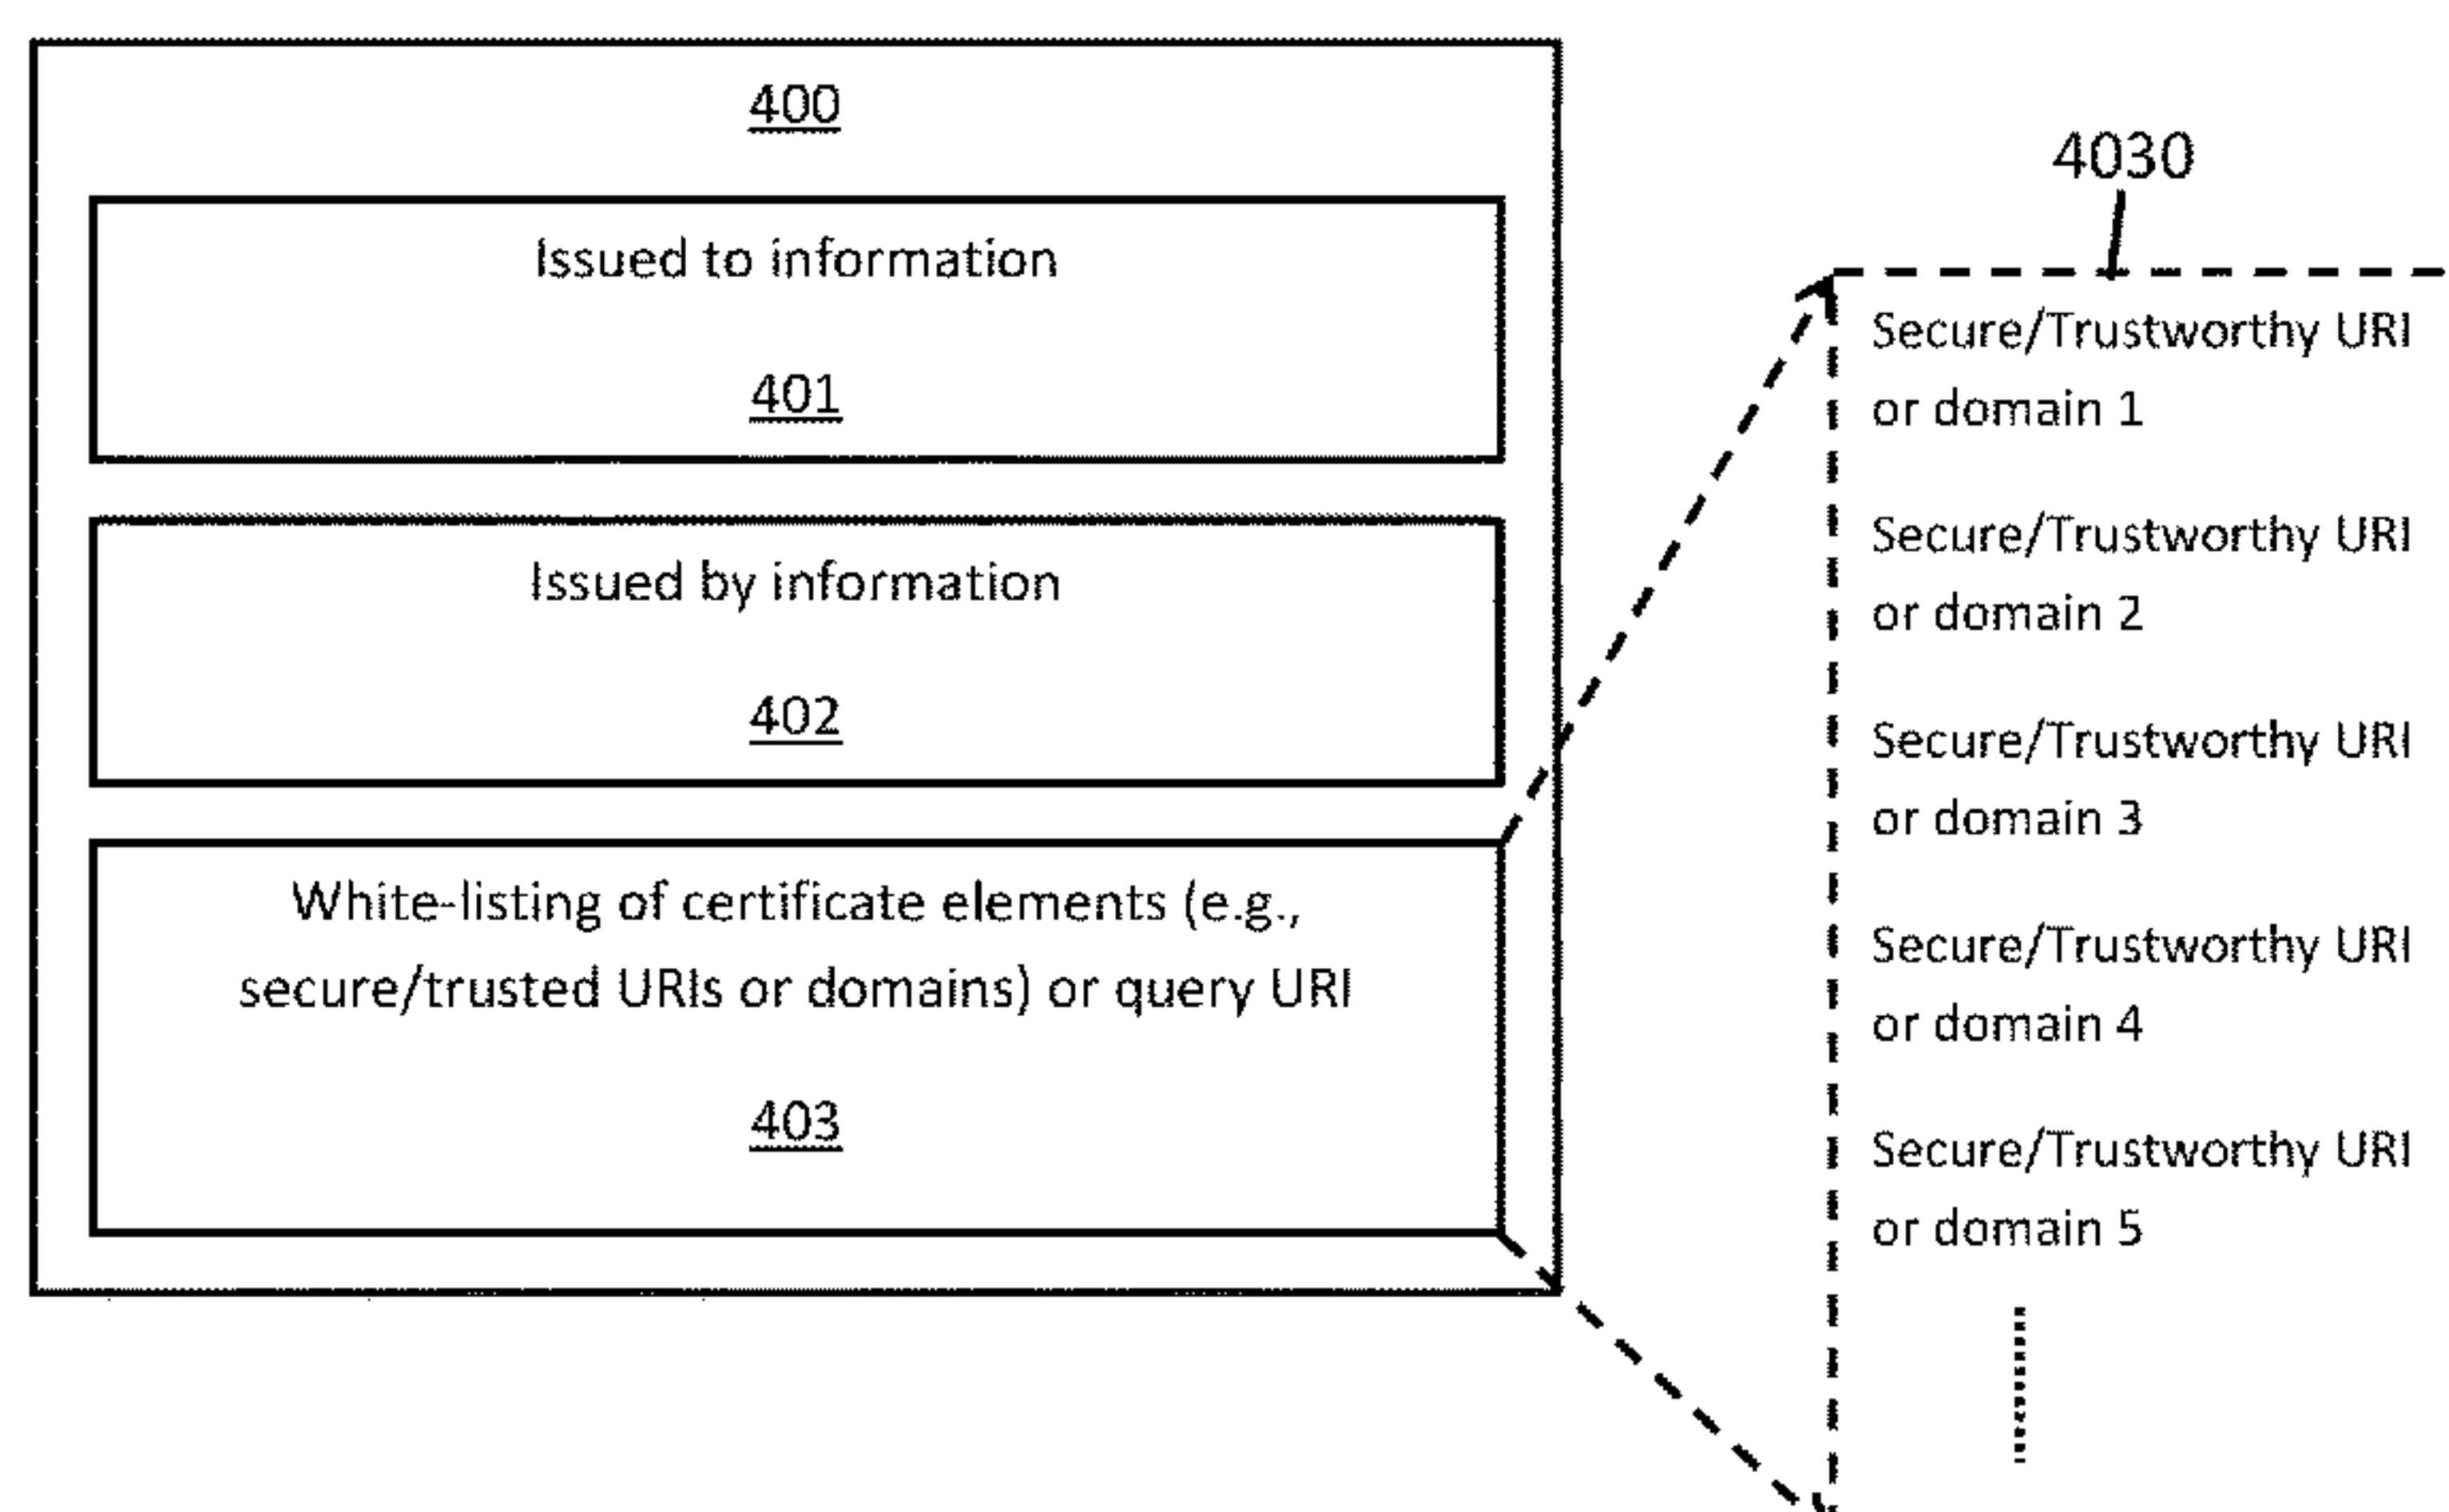 400
Issued to information
401
Issued by information
402
White-listing of certificate elements (e.g.,
secure/trusted URIs or domains) or query URI
403
4030
Secure/Trustworthy URI
or domain 1
Secure/Trustworthy URI
or domain 2
Secure/Trustworthy URI
or domain 3
Secure/Trustworthy URI
or domain 4
Secure/Trustworthy URI
or domain 5